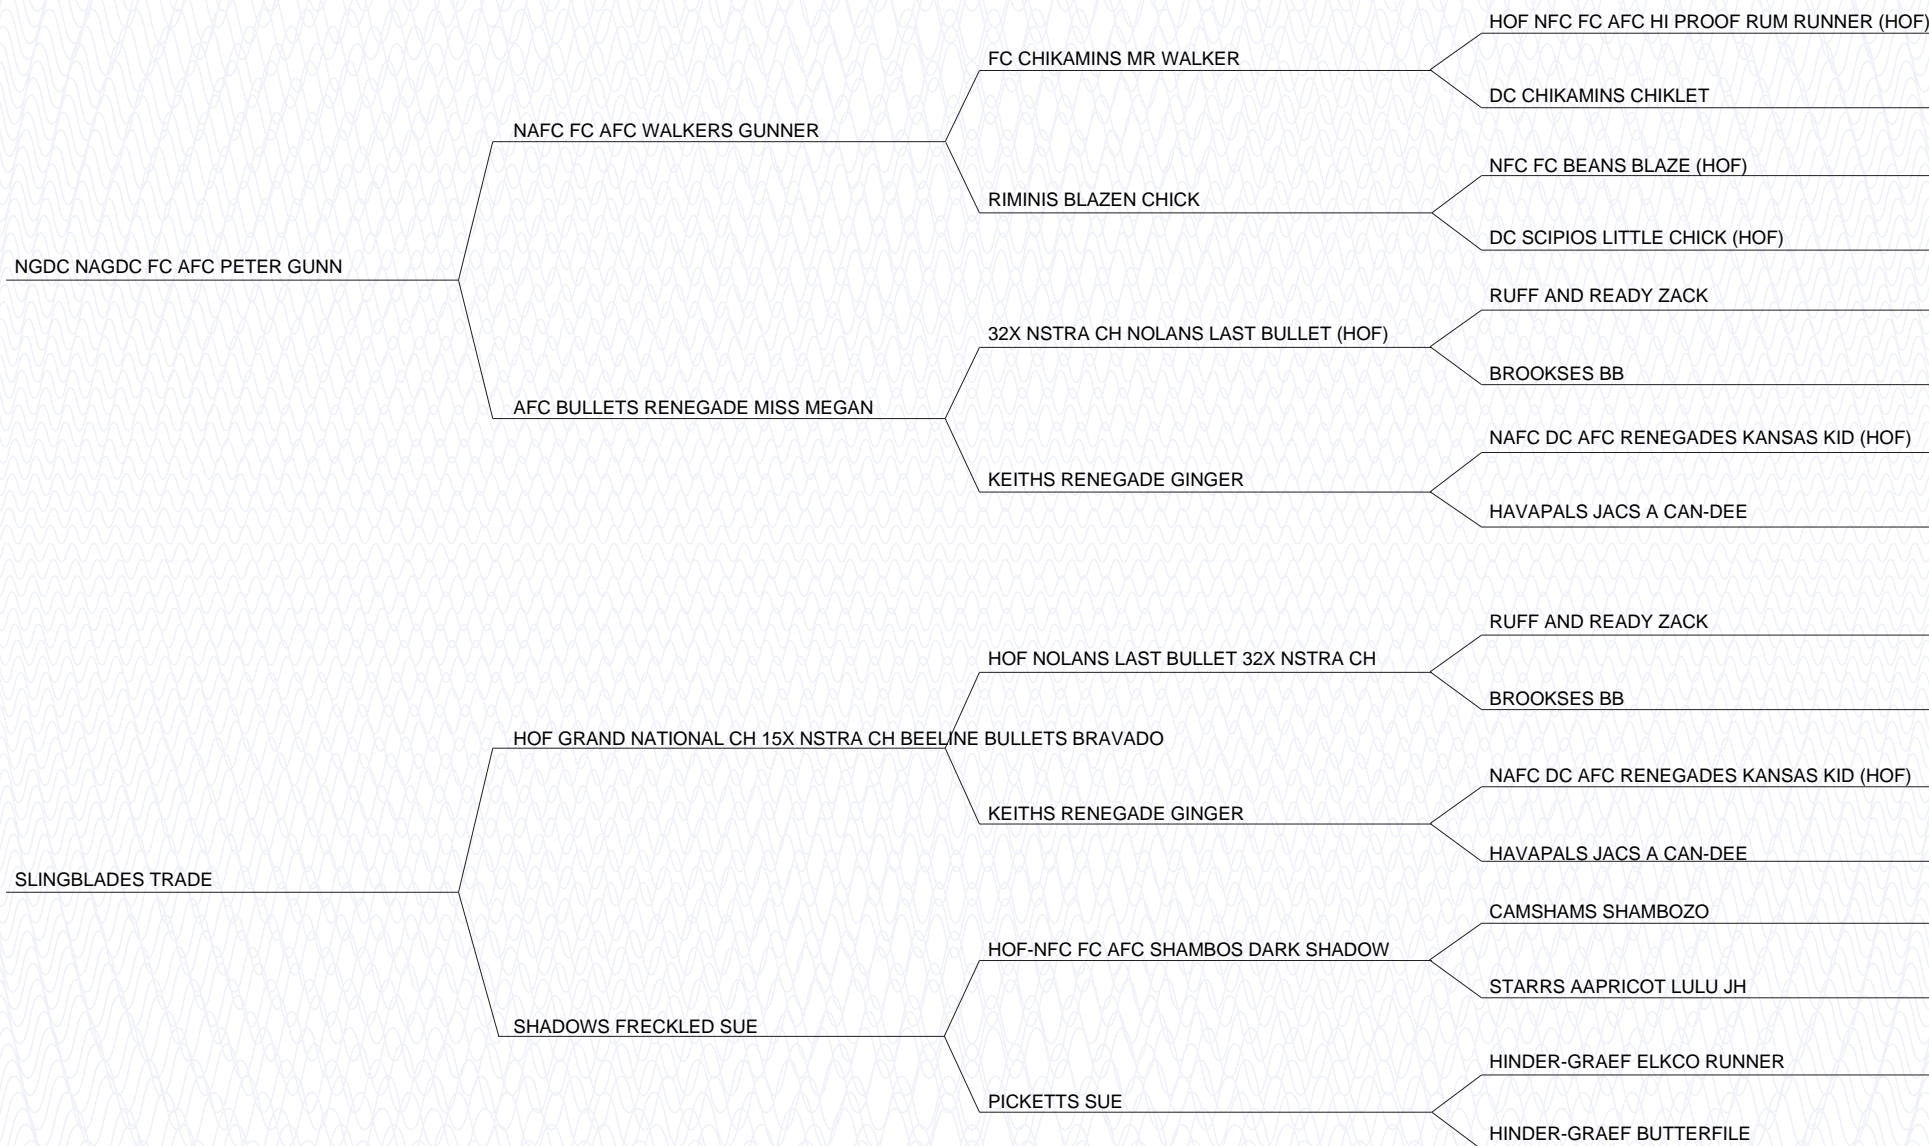 HOF NFC FC AFC HI PROOF RUM RUNNER (HOF)
FC CHIKAMINS MR WALKER
DC CHIKAMINS CHIKLET
NAFC FC AFC WALKERS GUNNER
NFC FC BEANS BLAZE (HOF)
RIMINIS BLAZEN CHICK
DC SCIPIOS LITTLE CHICK (HOF)
NGDC NAGDC FC AFC PETER GUNN
RUFF AND READY ZACK
32X NSTRA CH NOLANS LAST BULLET (HOF)
BROOKSES BB
AFC BULLETS RENEGADE MISS MEGAN
NAFC DC AFC RENEGADES KANSAS KID (HOF)
KEITHS RENEGADE GINGER
HAVAPALS JACS A CAN-DEE
RUFF AND READY ZACK
HOF NOLANS LAST BULLET 32X NSTRA CH
BROOKSES BB
HOF GRAND NATIONAL CH 15X NSTRA CH BEELINE BULLETS BRAVADO
NAFC DC AFC RENEGADES KANSAS KID (HOF)
KEITHS RENEGADE GINGER
HAVAPALS JACS A CAN-DEE
SLINGBLADES TRADE
CAMSHAMS SHAMBOZO
HOF-NFC FC AFC SHAMBOS DARK SHADOW
STARRS AAPRICOT LULU JH
SHADOWS FRECKLED SUE
HINDER-GRAEF ELKCO RUNNER
PICKETTS SUE
HINDER-GRAEF BUTTERFILE